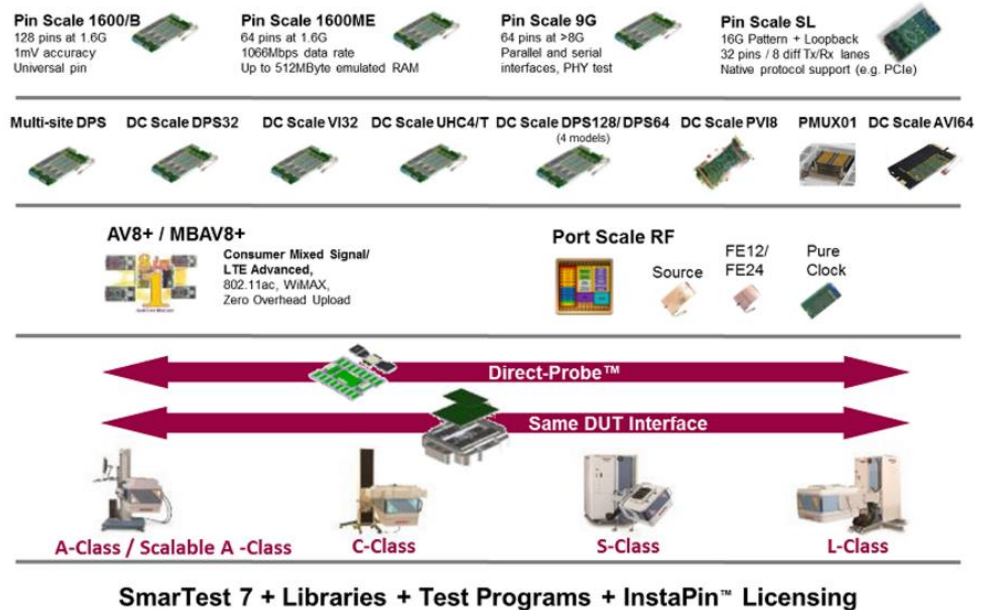 Pin Scale 1600/B
128 pins at 1.6G
1mV accuracy
Universal pin
Pin Scale 1600ME
64 pins at 1.6G
1066Mbps data rate
Up to 512MByte emulated RAM
Pin Scale 9G
64 pins at >8G
Parallel and serial
interfaces, PHY test
Pin Scale SL
16G Pattern + Loopback
32 pins / 8 diff Tx/Rx lanes
Native protocol support (e.g. PCIe)
Multi-site DPS
DC Scale DPS32
DC Scale VI32
DC Scale UHC4/T
DC Scale DPS128/ DPS64
(4 models)
DC Scale PVI8
PMUX01
DC Scale AVI64
AV8+ / MBAV8+
Consumer Mixed Signal/
LTE Advanced,
802.11ac, WiMAX,
Zero Overhead Upload
Port Scale RF
Source
FE12/
FE24
Pure
Clock
Direct-Probe™
Same DUT Interface
A-Class / Scalable A -Class
C-Class
S-Class
L-Class
SmarTest 7 + Libraries + Test Programs + InstaPin™ Licensing